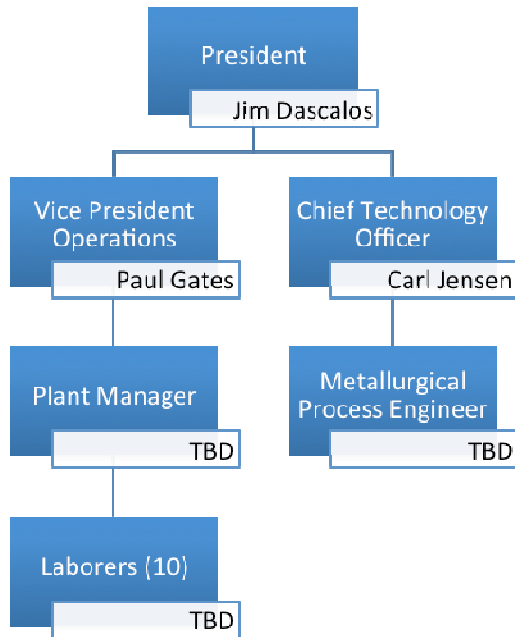 President
Jim Dascalos
Vice President
Operations
Paul Gates
Chief Technology
Officer
Carl Jensen
Plant Manager
TBD
Metallurgical
Process Engineer
TBD
Laborers (10)
TBD